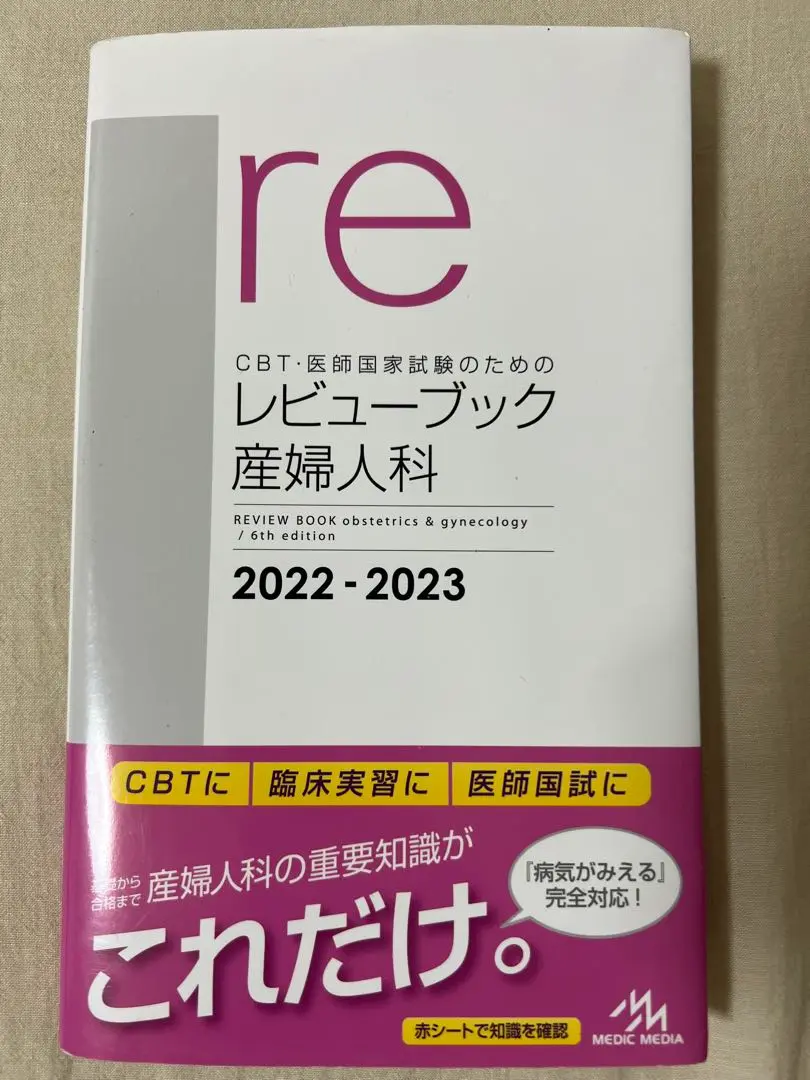 re
CBT・医師国家試験のための
レビューブック
産婦人科
REVIEW BOOK obstetrics & gynecology
/ 6th edition
2022-2023
CBTに 臨床実習に 医師国試に
基礎から
合格まで
産婦人科の重要知識が
これだけ。
『病気がみえる』
完全対応!
赤シートで知識を確認
MEDIC MEDIA